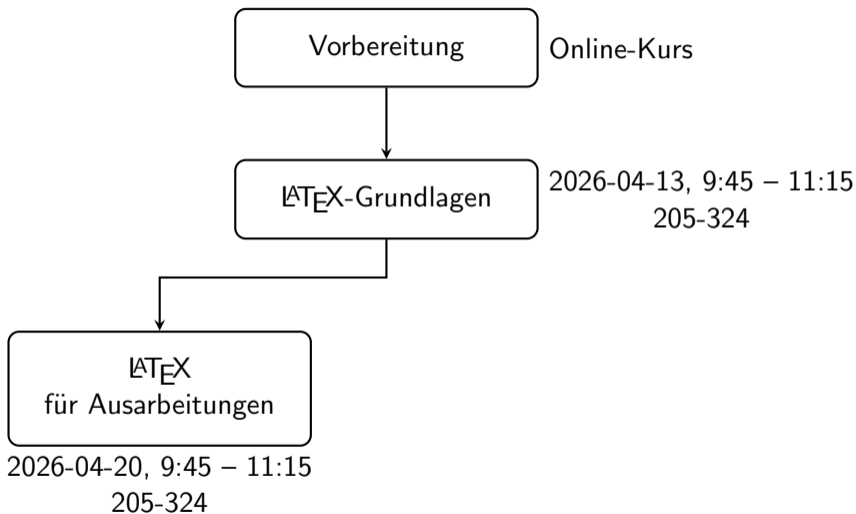 Vorbereitung
Online-Kurs
LATEX-Grundlagen
2026-04-13, 9:45 – 11:15
205-324
LATEX
für Ausarbeitungen
2026-04-20, 9:45 – 11:15
205-324